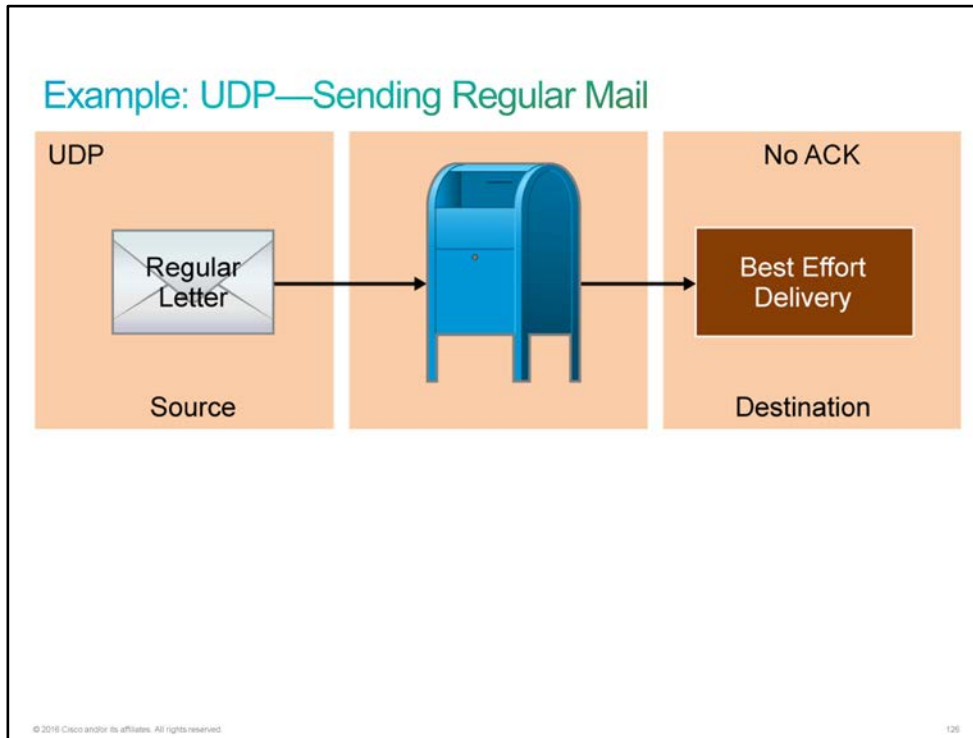 Example: UDP—Sending Regular Mail
UDP
Regular
Letter
Source
No ACK
Best Effort
Delivery
Destination
© 2016 Cisco and/or its affiliates. All rights reserved.
126